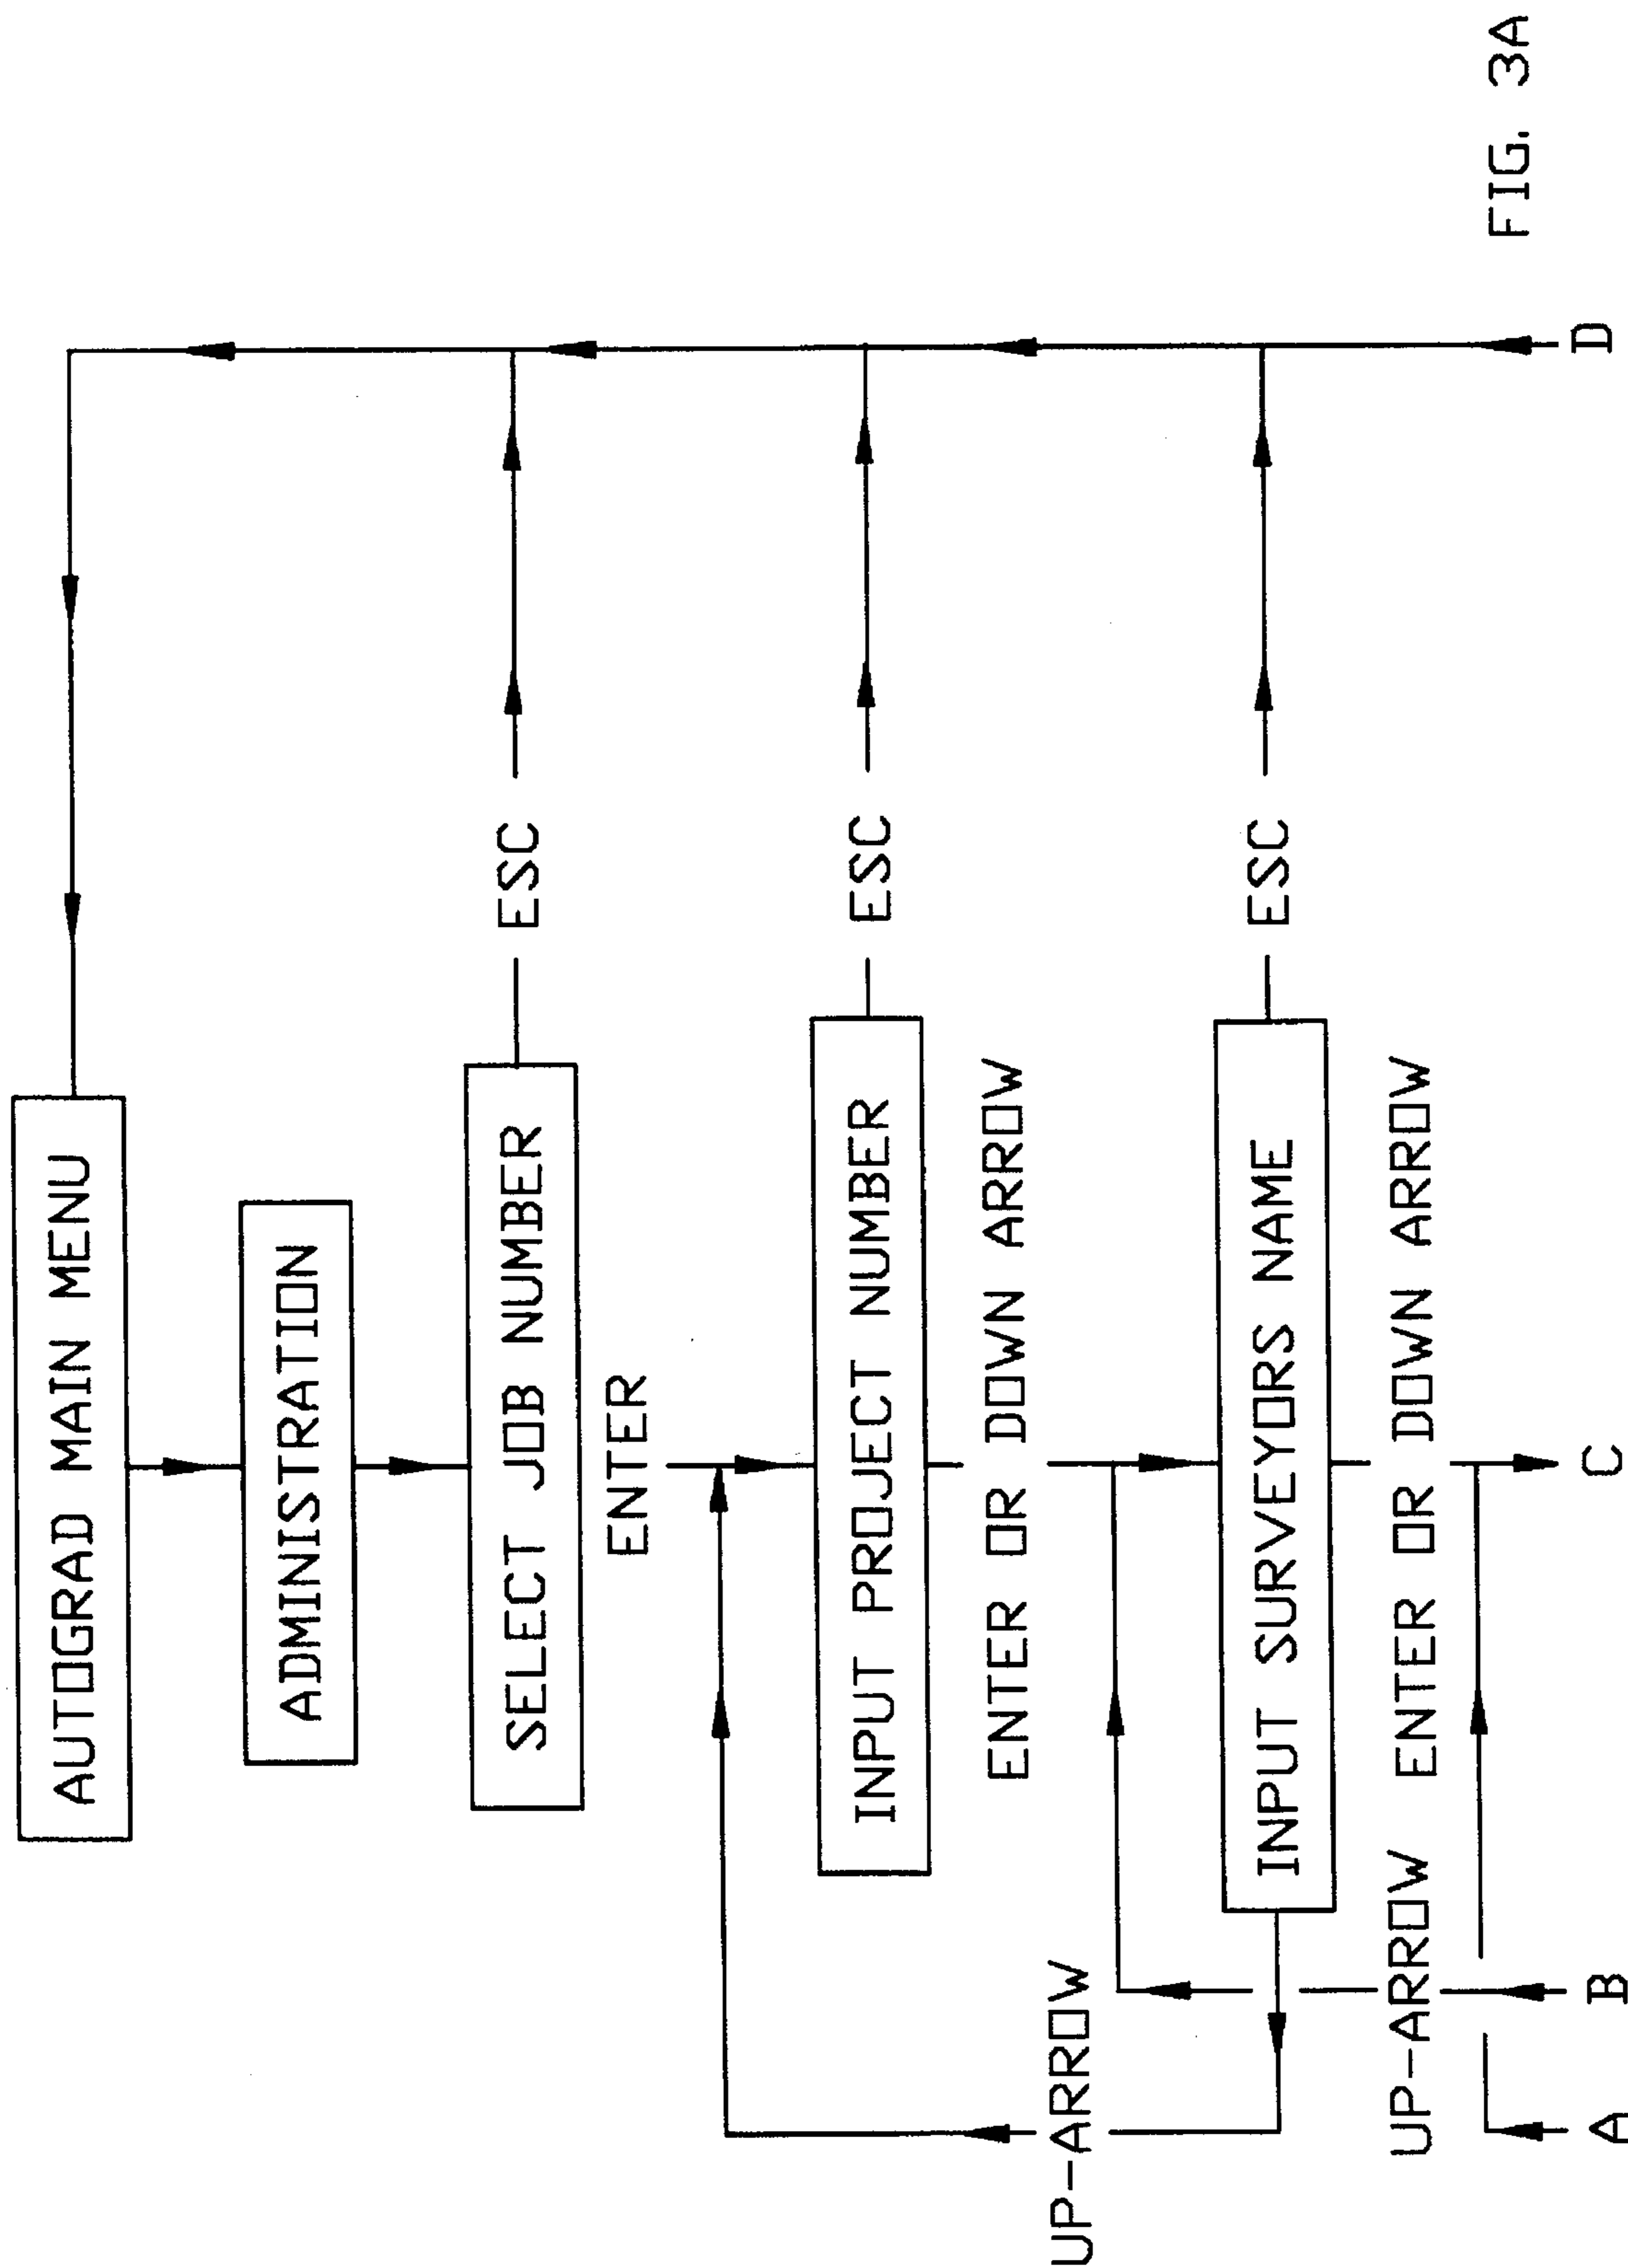 AUTOGRAD MAIN MENU
ADMINISTRATION
SELECT JOB NUMBER
ESC
ENTER
INPUT PROJECT NUMBER
ESC
ENTER OR DOWN ARROW
UP-ARROW
INPUT SURVEYORS NAME
ESC
UP-ARROW
ENTER OR DOWN ARROW
A
B
C
D
FIG. 3A